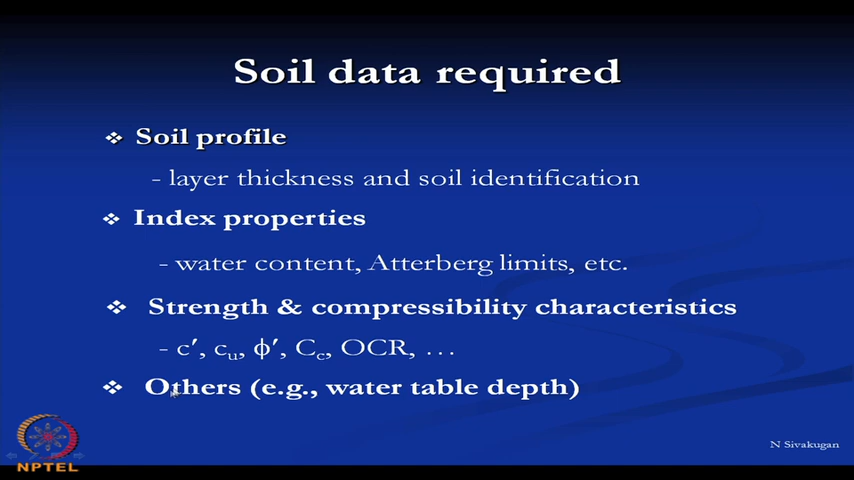 Soil data required
❖ Soil profile
- layer thickness and soil identification
❖ Index properties
- water content, Atterberg limits, etc.
❖ Strength & compressibility characteristics
- c′, cu, ϕ′, Cc, OCR, …
❖ Others (e.g., water table depth)
N Sivakugan
NPTEL